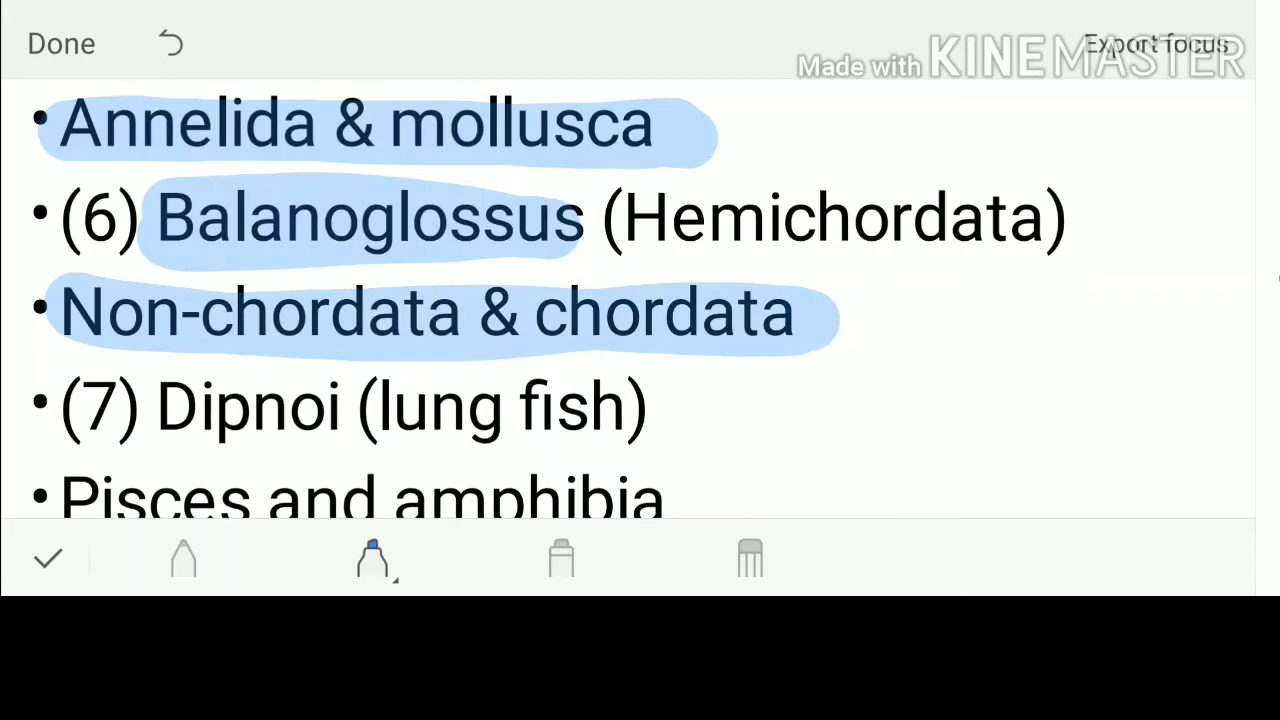 Done
Export focus
Made with KINEMASTER
• Annelida & mollusca
• (6) Balanoglossus (Hemichordata)
• Non-chordata & chordata
• (7) Dipnoi (lung fish)
• Pisces and amphibia